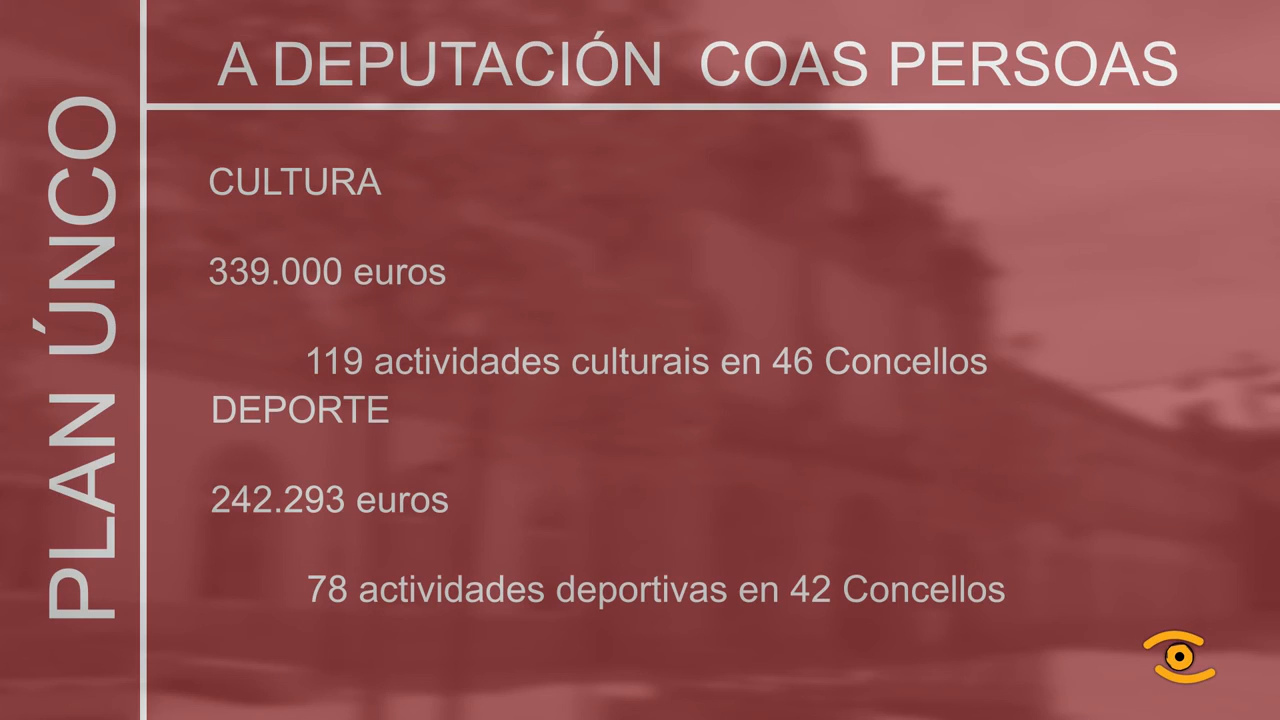 A DEPUTACIÓN COAS PERSOAS
PLAN ÚNCO
CULTURA
339.000 euros
119 actividades culturais en 46 Concellos
DEPORTE
242.293 euros
78 actividades deportivas en 42 Concellos